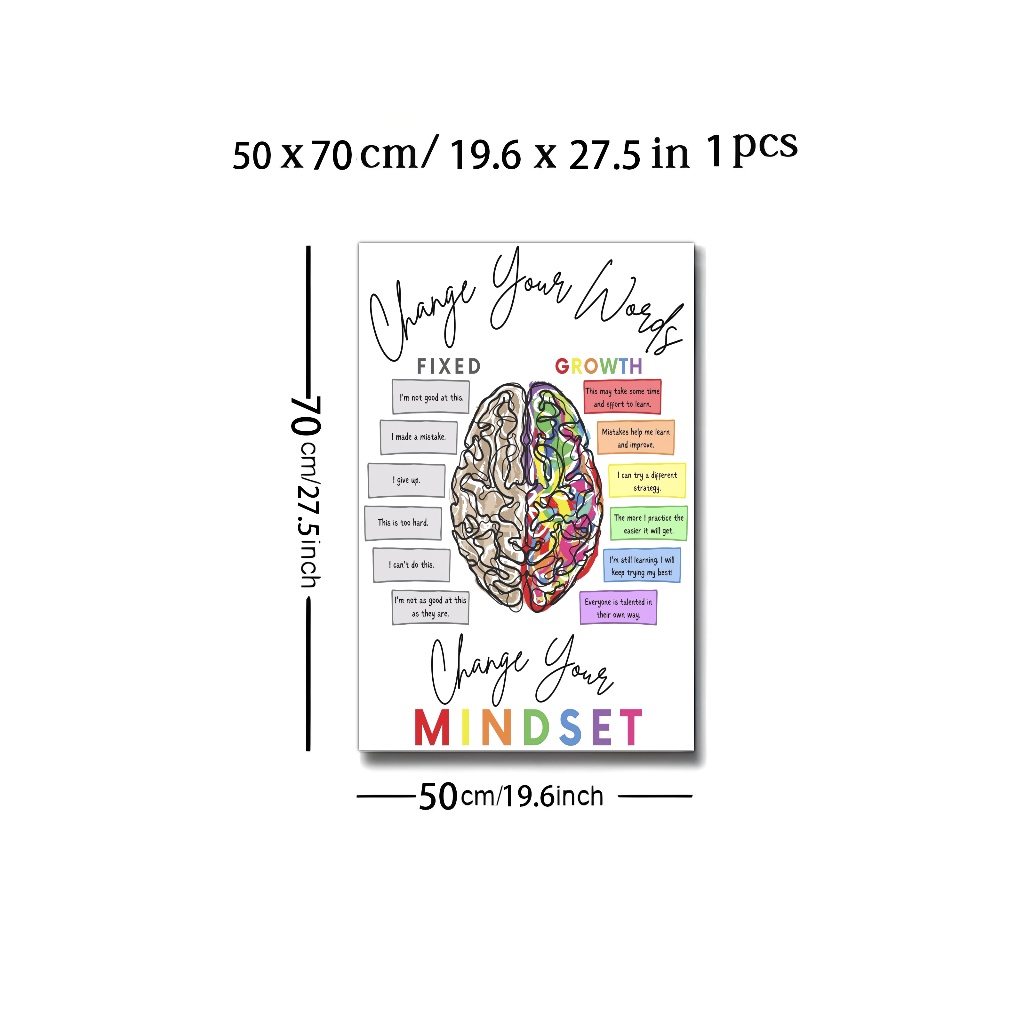 50 x 70 cm/ 19.6 x 27.5 in 1 pcs
Change Your Words
FIXED
GROWTH
I'm not good at this.
This may take some time
and effort to learn.
I made a mistake.
Mistakes help me learn
and improve.
I give up.
I can try a different
strategy.
This is too hard.
The more I practice the
easier it will get.
I can't do this.
I'm still learning. I will
keep trying my best!
I'm not as good at this
as they are.
Everyone is talented in
their own way.
Change Your
MINDSET
70cm/27.5inch
50cm/19.6inch